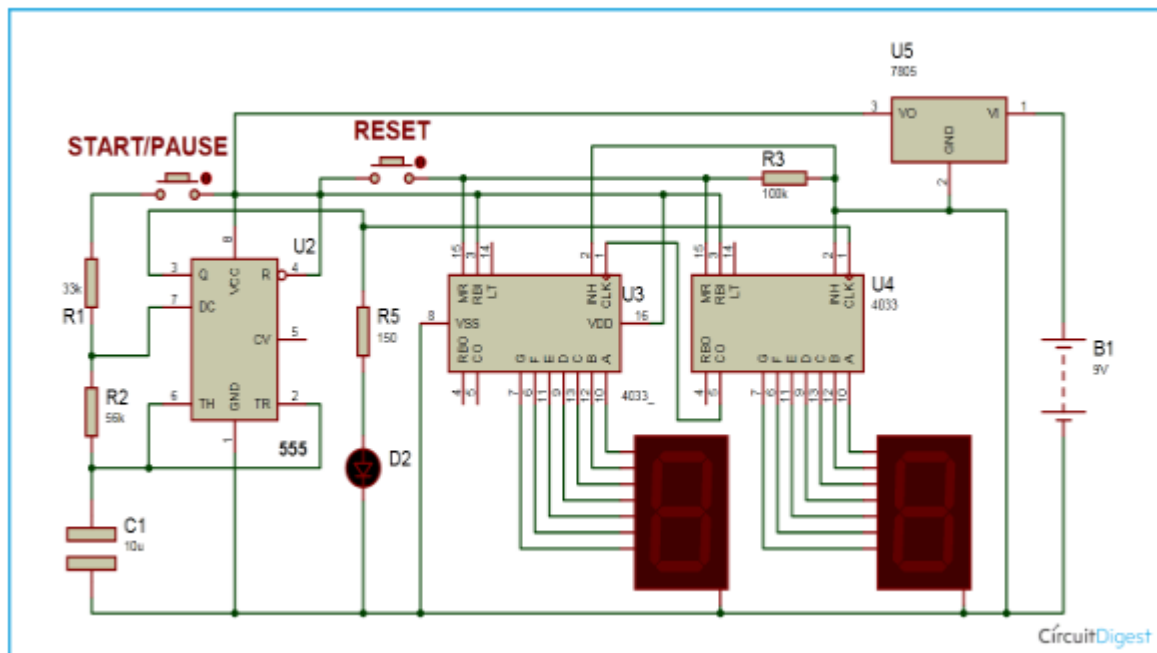 U5
7805
3
VO
VI
1
GND
2
START/PAUSE
RESET
R3
100k
8
VCC
U2
3
Q
R
4
7
DC
CV
5
6
TH
GND
TR
2
1
555
33k
R1
R2
56k
C1
10u
R5
150
D2
15
3
14
2
1
MR
RBI
LT
INH
CLK
U3
8
VSS
VDD
16
RBO
CO
G
F
E
D
C
B
A
4
5
7
6
11
9
13
12
10
4033_
15
3
14
2
1
MR
RBI
LT
INH
CLK
U4
4033
RBO
CO
G
F
E
D
C
B
A
4
5
7
6
11
9
13
12
10
B1
9V
CircuitDigest